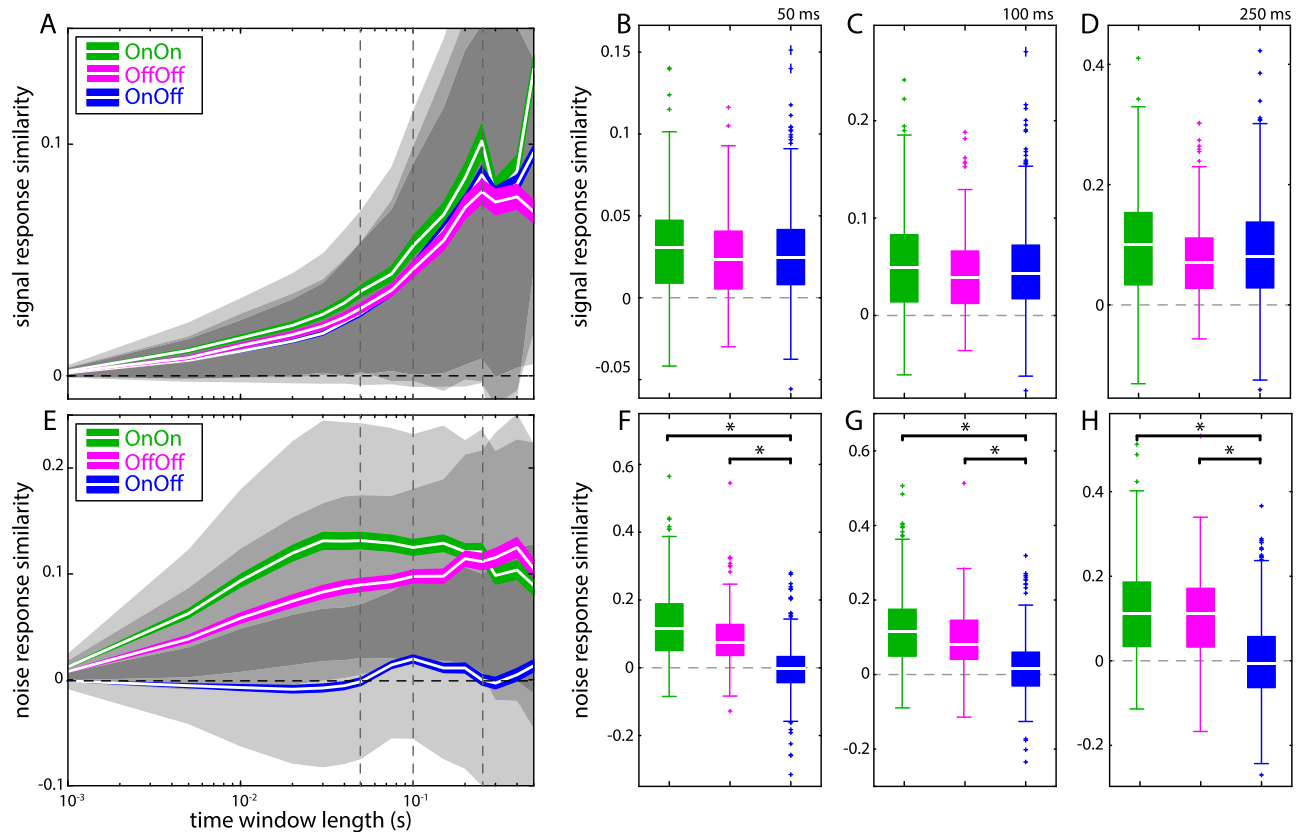 A
OnOn
OffOff
OnOff
signal response similarity
0.1
0
B
50 ms
signal response similarity
0.15
0.1
0.05
0
-0.05
C
100 ms
0.2
0.1
0
D
250 ms
0.4
0.2
0
E
OnOn
OffOff
OnOff
noise response similarity
0.2
0.1
0
-0.1
10-3
10-2
10-1
time window length (s)
F
* *
noise response similarity
0.6
0.4
0.2
0
-0.2
G
* *
0.6
0.4
0.2
0
-0.2
H
* *
0.4
0.2
0
-0.2